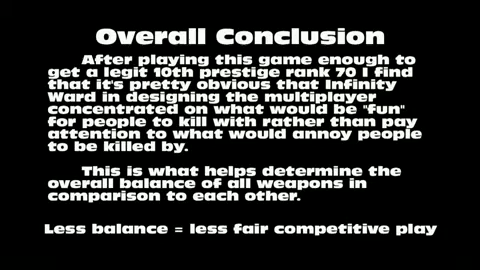 Overall Conclusion
After playing this game enough to
get a legit 10th prestige rank 70 I find
that it's pretty obvious that Infinity
Ward in designing the multiplayer
concentrated on what would be "fun"
for people to kill with rather than pay
attention to what would annoy people
to be killed by.
This is what helps determine the
overall balance of all weapons in
comparison to each other.
Less balance = less fair competitive play